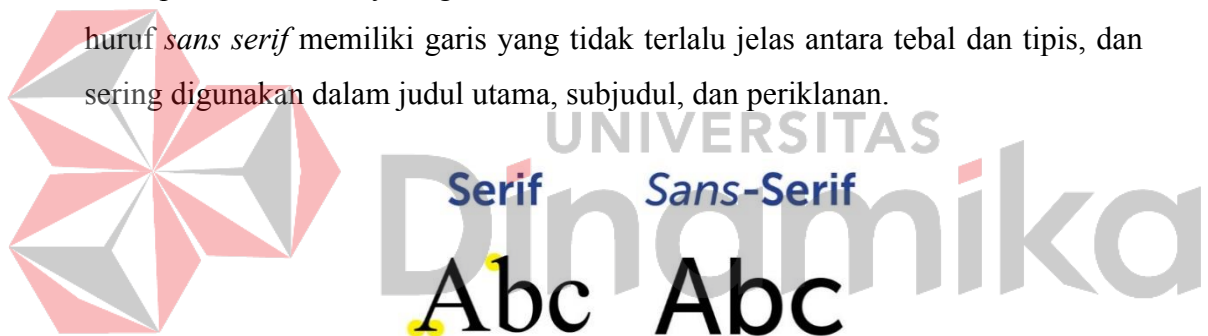 huruf sans serif memiliki garis yang tidak terlalu jelas antara tebal dan tipis, dan
sering digunakan dalam judul utama, subjudul, dan periklanan.
UNIVERSITAS
Dinamika
Serif Sans-Serif
Abc Abc